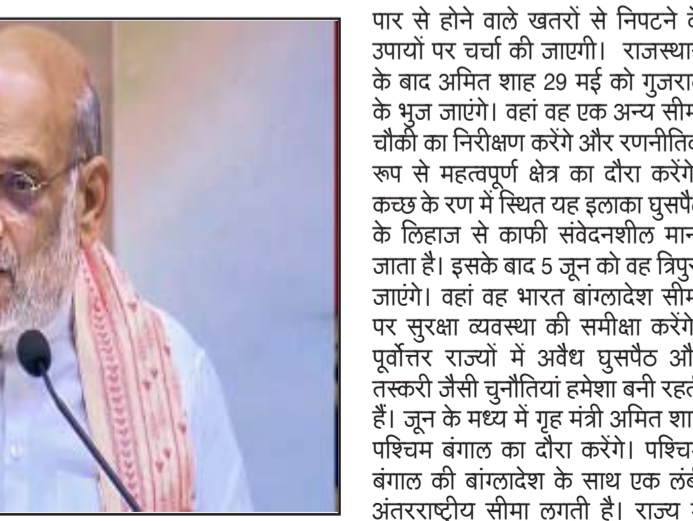 पार से होने वाले खतरों से निपटने के
उपायों पर चर्चा की जाएगी। राजस्थान
के बाद अमित शाह 29 मई को गुजरात
के भुज जाएंगे। वहां वह एक अन्य सीमा
चौकी का निरीक्षण करेंगे और रणनीतिक
रूप से महत्वपूर्ण क्षेत्र का दौरा करेंगे
कच्छ के रण में स्थित यह इलाका घुसपैठ
के लिहाज से काफी संवेदनशील माना
जाता है। इसके बाद 5 जून को वह त्रिपुरा
जाएंगे। वहां वह भारत बांग्लादेश सीमा
पर सुरक्षा व्यवस्था की समीक्षा करेंगे
पूर्वोत्तर राज्यों में अवैध घुसपैठ और
तस्करी जैसी चुनौतियां हमेशा बनी रहती
हैं। जून के मध्य में गृह मंत्री अमित शाह
पश्चिम बंगाल का दौरा करेंगे। पश्चिम
बंगाल की बांग्लादेश के साथ एक लंबी
अंतरराष्ट्रीय सीमा लगती है। राज्य